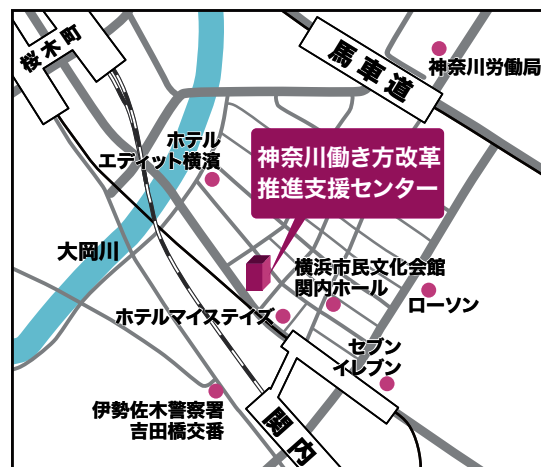 桜木町
馬車道
神奈川労働局
ホテル
エディット横濱
神奈川働き方改革
推進支援センター
大岡川
横浜市民文化会館
関内ホール
ローソン
ホテルマイステイズ
セブン
イレブン
伊勢佐木警察署
吉田橋交番
関内